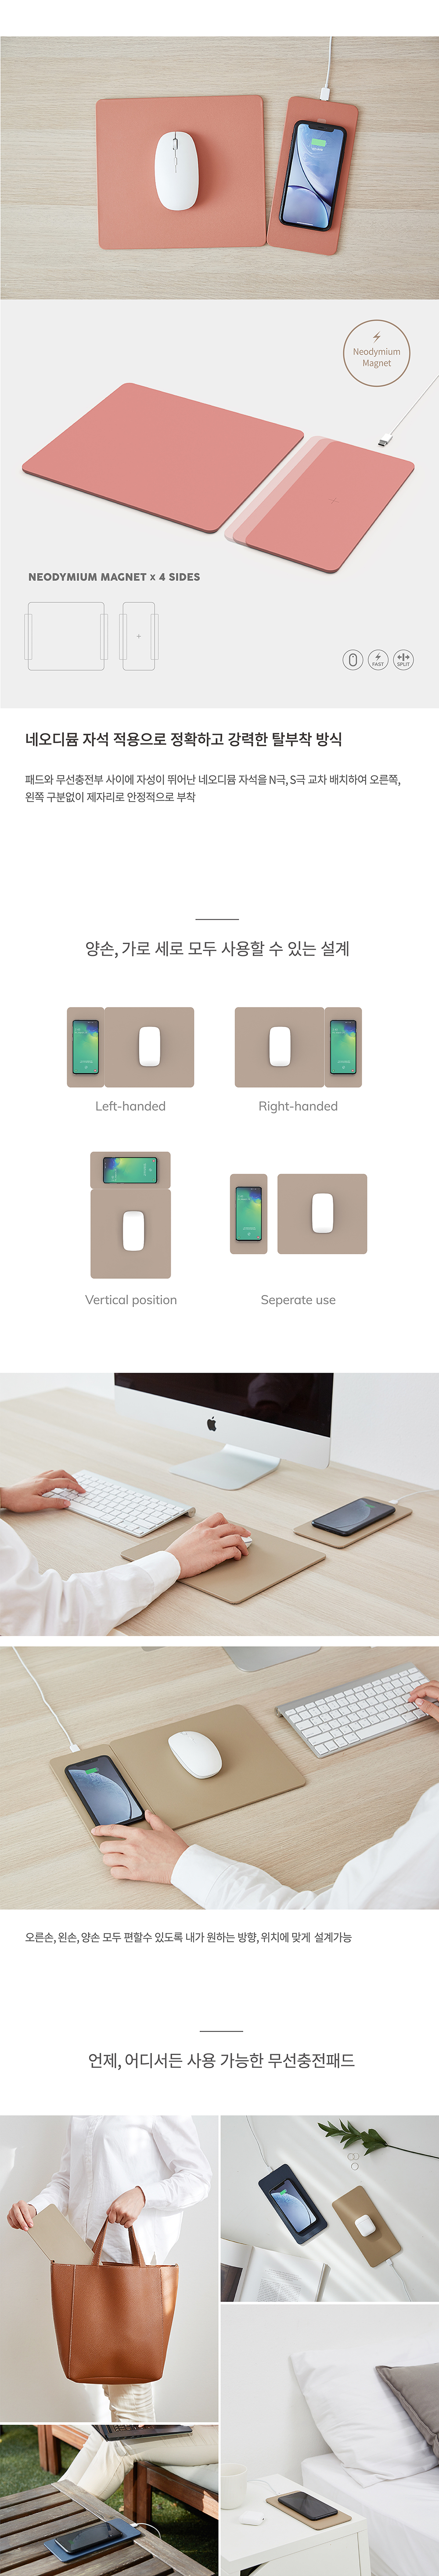 Neodymium
Magnet
NEODYMIUM MAGNET x 4 SIDES
FAST
SPLIT
네오디뮴 자석 적용으로 정확하고 강력한 탈부착 방식
패드와 무선충전부 사이에 자성이 뛰어난 네오디뮴 자석을 N극, S극 교차 배치하여 오른쪽,
왼쪽 구분없이 제자리로 안정적으로 부착
양손, 가로 세로 모두 사용할 수 있는 설계
Left-handed
Right-handed
Vertical position
Seperate use
오른손, 왼손, 양손 모두 편할수 있도록 내가 원하는 방향, 위치에 맞게 설계가능
언제, 어디서든 사용 가능한 무선충전패드